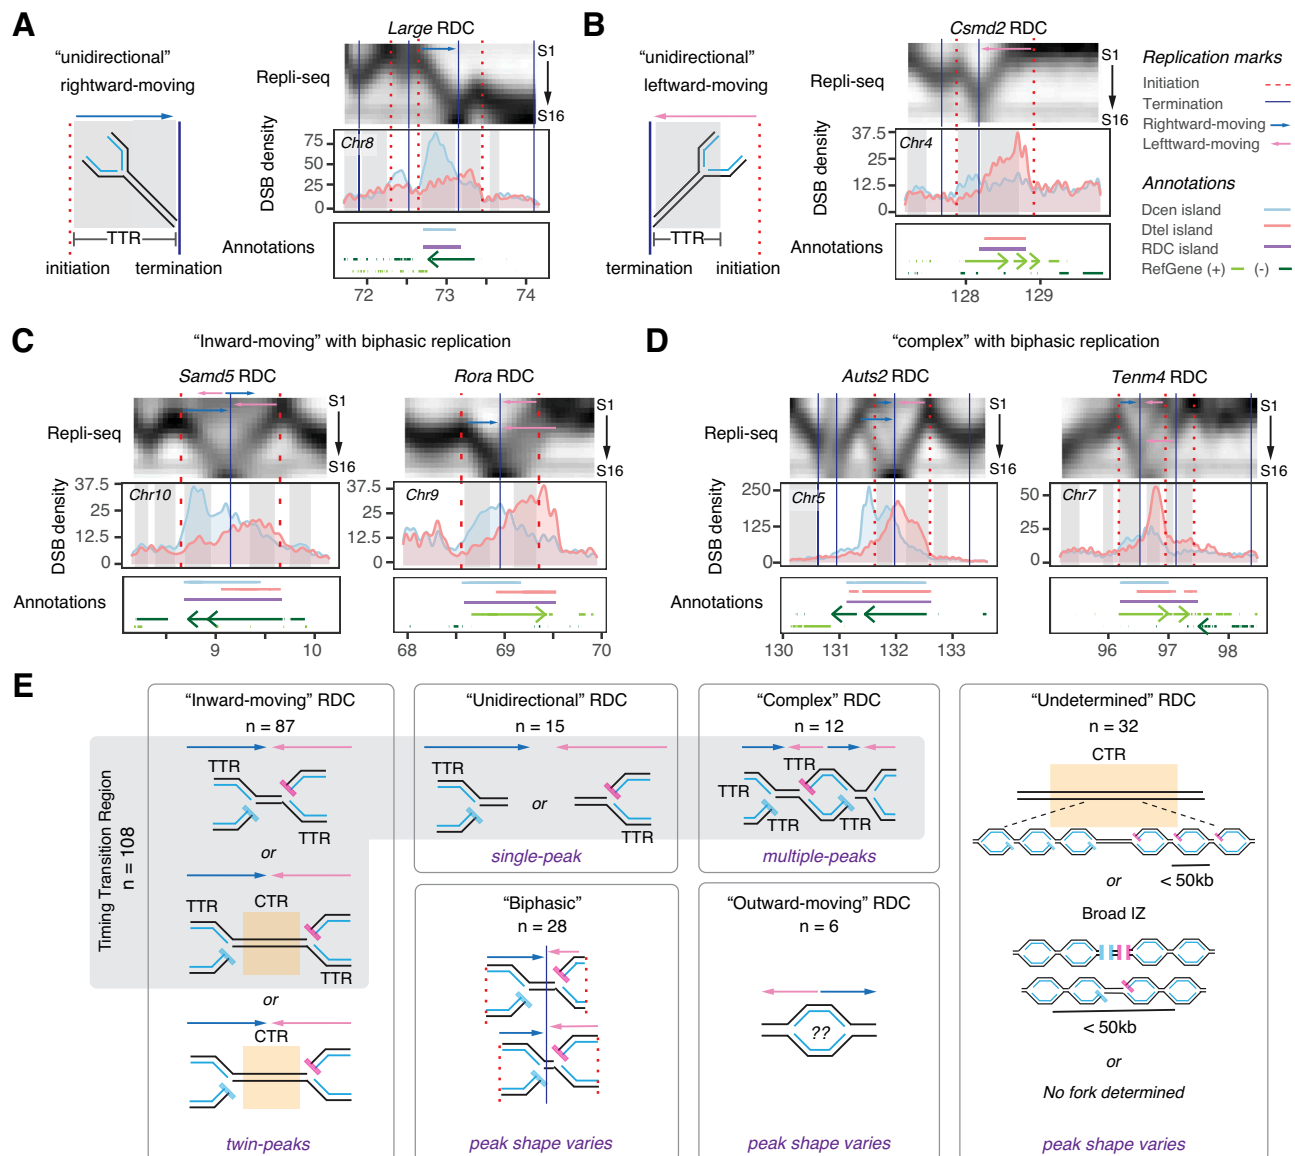 A
"unidirectional"
rightward-moving
TTR
initiation
termination
Large RDC
Repli-seq
S1
S16
DSB density
75
50
25
0
Chr8
Annotations
72
73
74
B
"unidirectional"
leftward-moving
TTR
termination
initiation
Csmd2 RDC
Repli-seq
S1
S16
DSB density
37.5
25
12.5
0
Chr4
Annotations
128
129
Replication marks
Initiation
Termination
Rightward-moving
Lefttward-moving
Annotations
Dcen island
Dtel island
RDC island
RefGene (+) (-)
C
"Inward-moving" with biphasic replication
Samd5 RDC
Rora RDC
Repli-seq
S1
S16
DSB density
37.5
25
12.5
0
Chr10
37.5
25
12.5
0
Chr9
Annotations
9
10
68
69
70
D
"complex" with biphasic replication
Auts2 RDC
Tenm4 RDC
Repli-seq
S1
S16
S1
S16
DSB density
250
125
0
Chr5
50
25
0
Chr7
Annotations
130
131
132
133
96
97
98
E
Timing Transition Region
n = 108
"Inward-moving" RDC
n = 87
TTR
TTR
or
TTR
CTR
TTR
or
CTR
twin-peaks
"Unidirectional" RDC
n = 15
or
TTR
single-peak
"Biphasic"
n = 28
peak shape varies
"Complex" RDC
n = 12
TTR
TTR
TTR
TTR
multiple-peaks
"Outward-moving" RDC
n = 6
??
peak shape varies
"Undetermined" RDC
n = 32
CTR
or
< 50kb
Broad IZ
< 50kb
or
No fork determined
peak shape varies